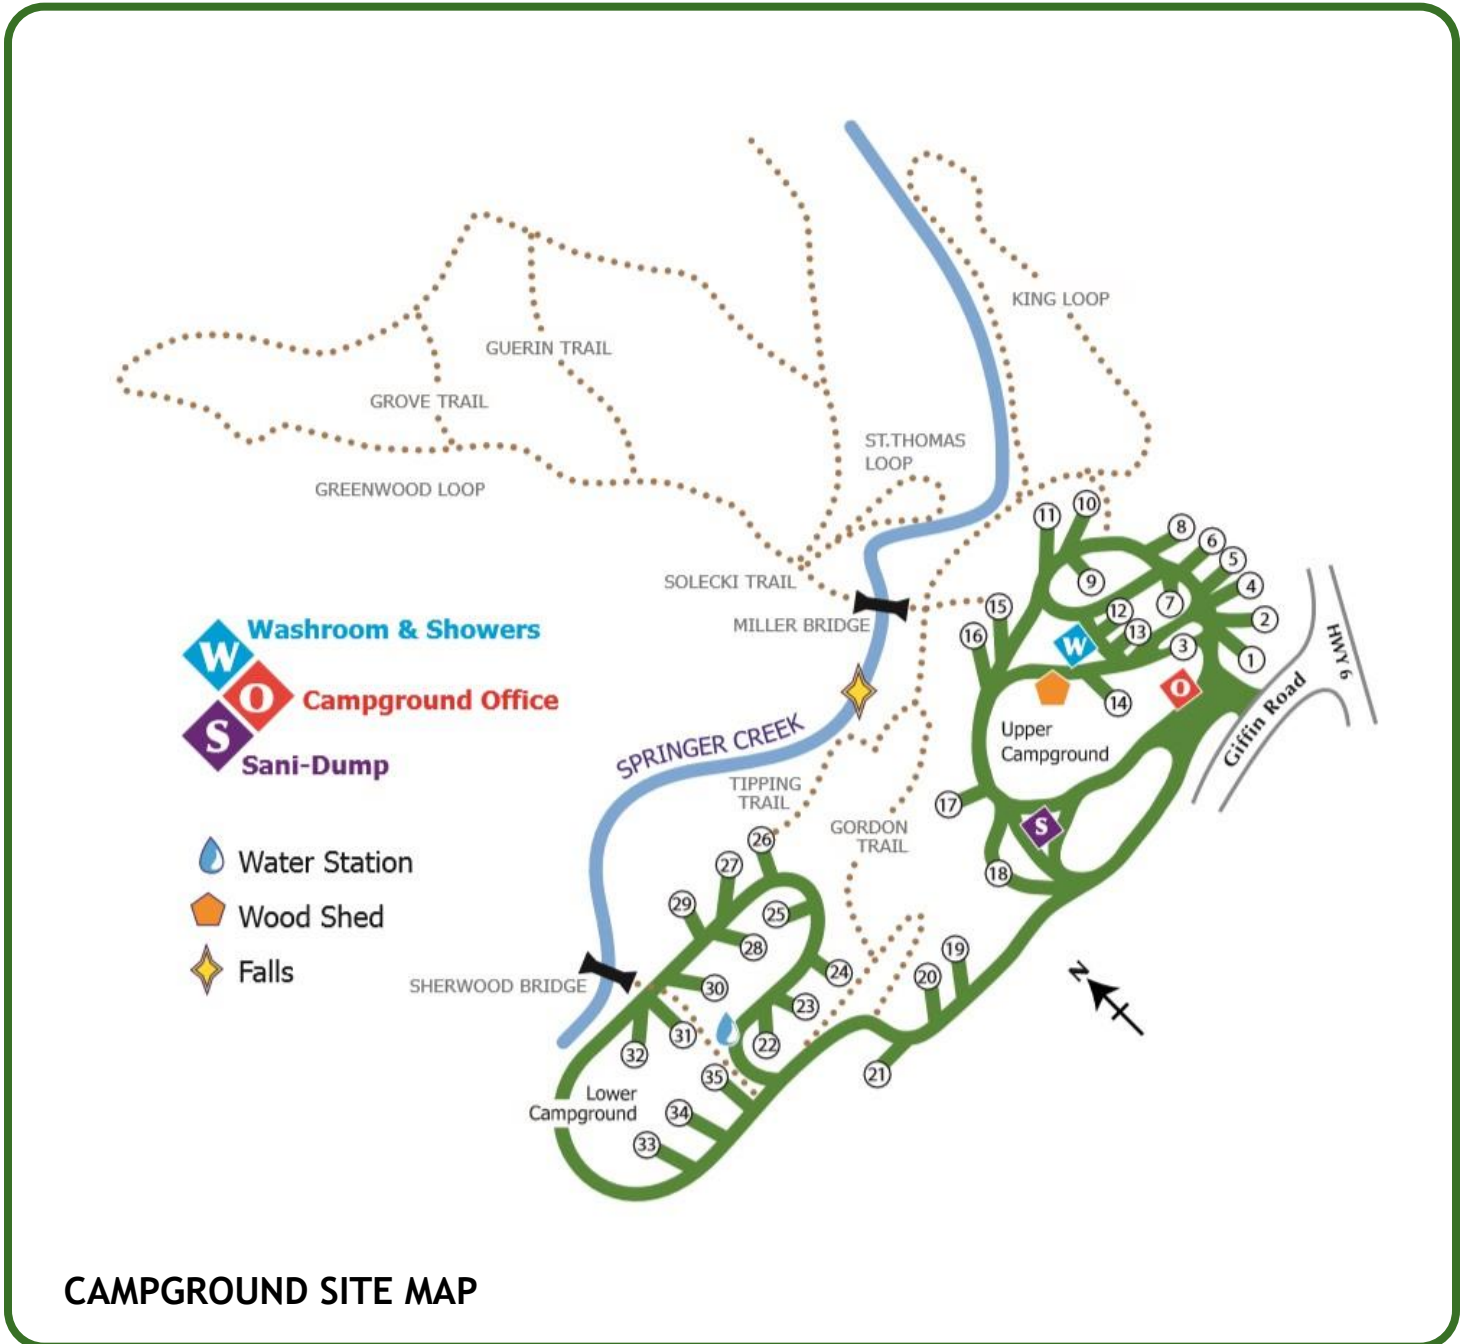 KING LOOP
GUERIN TRAIL
GROVE TRAIL
ST.THOMAS
LOOP
GREENWOOD LOOP
10
11
8
6
5
9
4
SOLECKI TRAIL
7
15
12
2
MILLER BRIDGE
16
13
3
1
HWY 6
W
Washroom & Showers
W
O
Campground Office
S
Sani-Dump
O
14
Giffin Road
Upper
Campground
SPRINGER CREEK
TIPPING
TRAIL
17
GORDON
TRAIL
S
26
27
18
Water Station
29
25
Wood Shed
28
19
Falls
24
20
N
SHERWOOD BRIDGE
30
23
31
22
32
21
35
Lower
Campground
34
33
CAMPGROUND SITE MAP